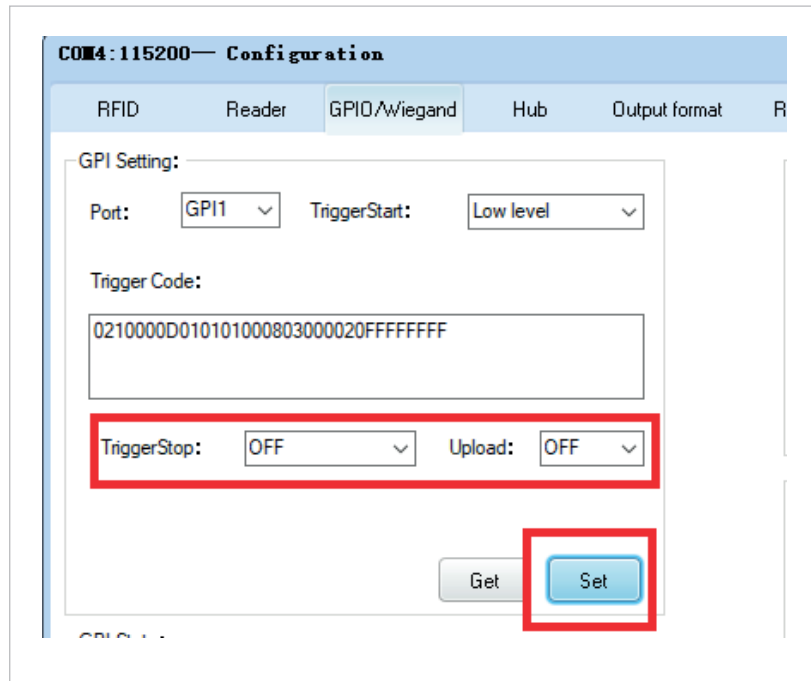 COM4:115200— Configuration
RFID Reader GPIO/Wiegand Hub Output format R
GPI Setting:
Port: GPI1 TriggerStart: Low level
Trigger Code:
0210000D010101000803000020FFFFFFFF
TriggerStop: OFF Upload: OFF
Get Set